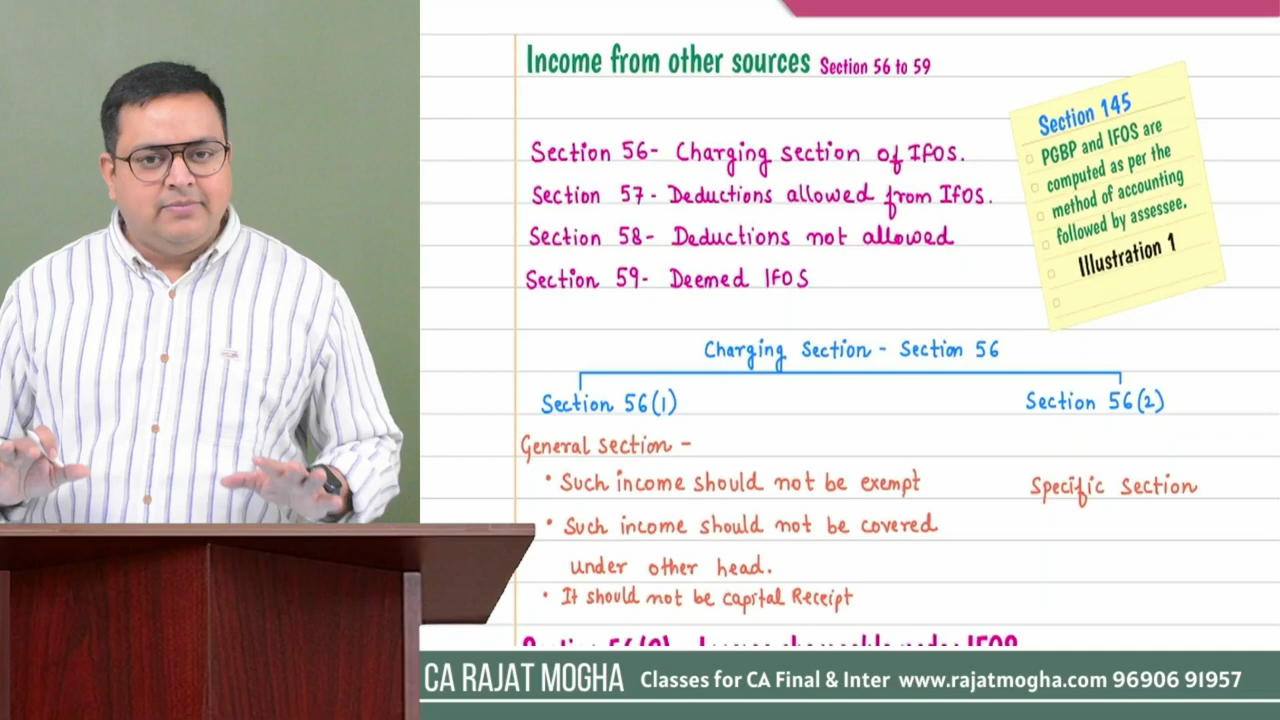 Income from other sources Section 56 to 59
Section 56- Charging section of IFOS.
Section 57- Deductions allowed from IFOS.
Section 58- Deductions not allowed
Section 59- Deemed IFOS
Section 145
PGBP and IFOS are
computed as per the
method of accounting
followed by assessee.
Illustration 1
Charging Section - Section 56
Section 56(1)
Section 56(2)
General section -
• Such income should not be exempt
• Such income should not be covered
under other head.
• It should not be capital Receipt
Specific section
CA RAJAT MOGHA Classes for CA Final & Inter www.rajatmogha.com 96906 91957